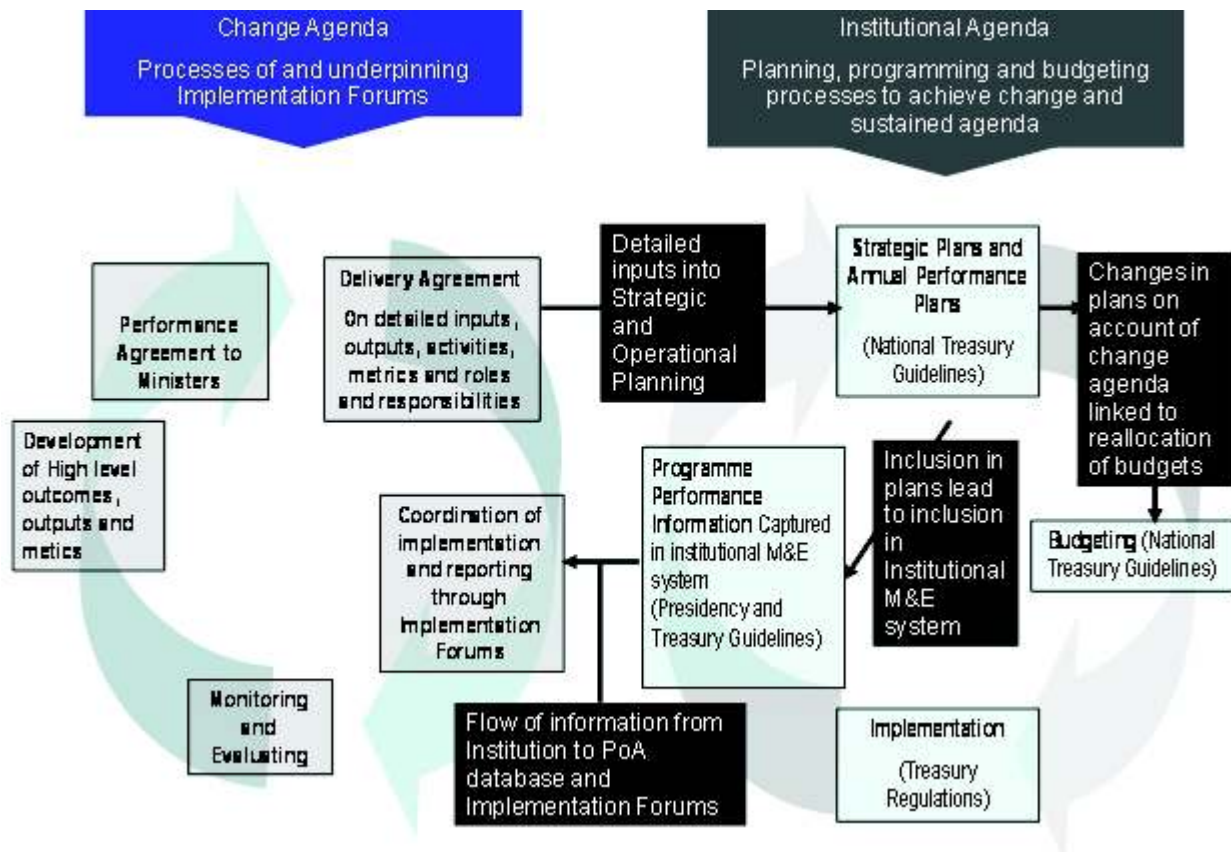 Change Agenda
Processes of and underpinning
Implementation Forums
Institutional Agenda
Planning, programming and budgeting
processes to achieve change and
sustained agenda
Performance
Agreement to
Ministers
Delivery Agreement
On detailed inputs,
outputs, activities,
metrics and roles
and responsibilities
Detailed
inputs into
Strategic
and
Operational
Planning
Strategic Plans and
Annual Performance
Plans
(National Treasury
Guidelines)
Changes in
plans on
account of
change
agenda
linked to
reallocation
of budgets
Development
of High level
outcomes,
outputs and
metics
Coordination of
implementation
and reporting
through
Implementation
Forums
Programme
Performance
Information Captured
in institutional M&E
system
(Presidency and
Treasury Guidelines)
Inclusion in
plans lead
to inclusion
in
Institutional
M&E
system
Budgeting (National
Treasury Guidelines)
Monitoring
and
Evaluating
Flow of information from
Institution to PoA
database and
Implementation Forums
Implementation
(Treasury
Regulations)